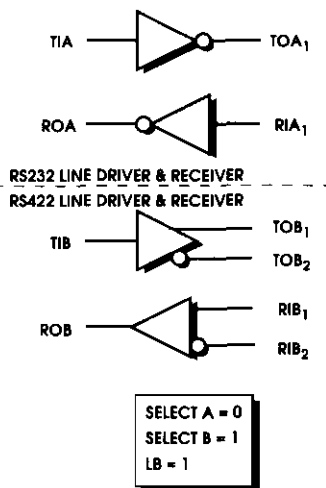 TIA TOA1
ROA RIA1
RS232 LINE DRIVER & RECEIVER
RS422 LINE DRIVER & RECEIVER
TIB TOB1
TOB2
ROB RIB1
RIB2
SELECT A = 0
SELECT B = 1
LB = 1